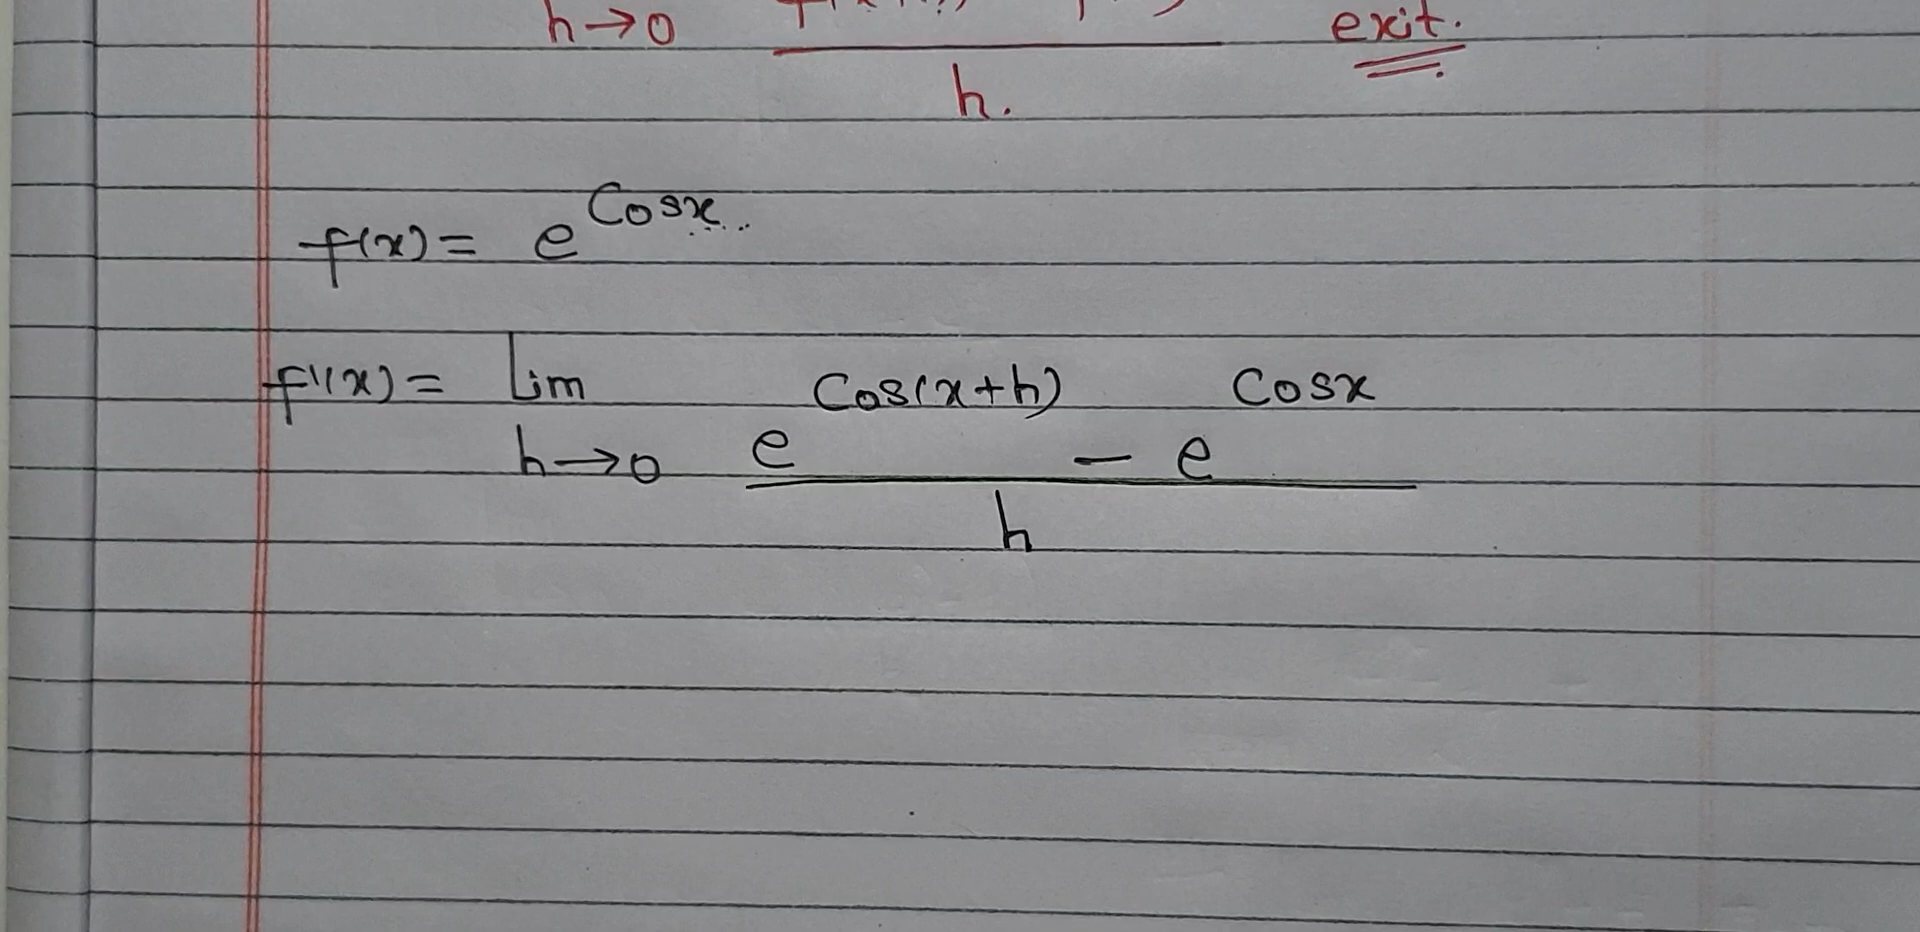 h→0 exit.
h.
f(x) = e^Cosx
f'(x) = Lim Cos(x+h) Cosx
h→0 e - e
h